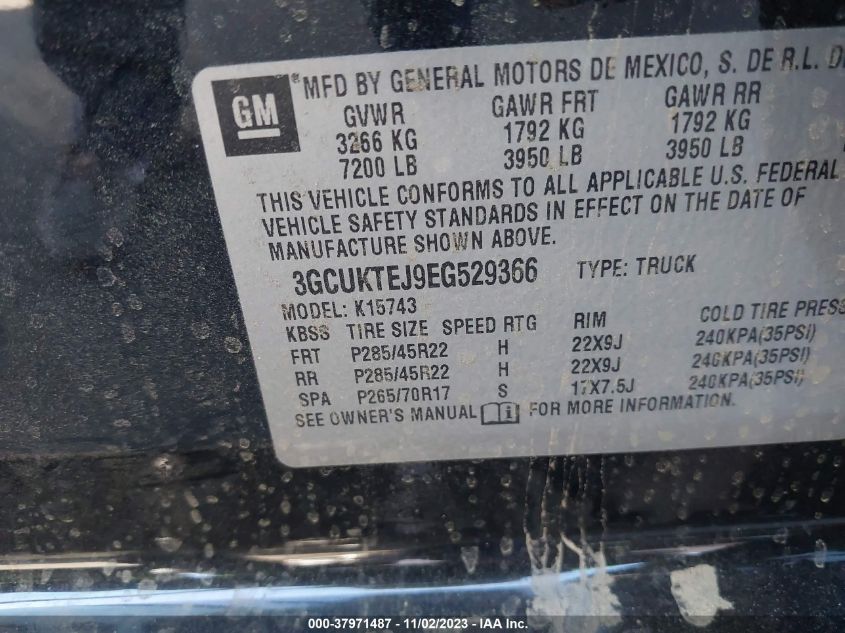 GM
MFD BY GENERAL MOTORS DE MEXICO, S. DE R.L. D
GVWR GAWR FRT GAWR RR
3266 KG 1792 KG 1792 KG
7200 LB 3950 LB 3950 LB
THIS VEHICLE CONFORMS TO ALL APPLICABLE U.S. FEDERAL
VEHICLE SAFETY STANDARDS IN EFFECT ON THE DATE OF
MANUFACTURE SHOWN ABOVE.
3GCUKTEJ9EG529366 TYPE: TRUCK
MODEL: K15743
KBSS TIRE SIZE SPEED RTG RIM COLD TIRE PRESS
FRT P285/45R22 H 22X9J 240KPA(35PSI)
RR P285/45R22 H 22X9J 240KPA(35PSI)
SPA P265/70R17 S 17X7.5J 240KPA(35PSI)
SEE OWNER'S MANUAL i FOR MORE INFORMATION.
000-37971487 - 11/02/2023 - IAA Inc.